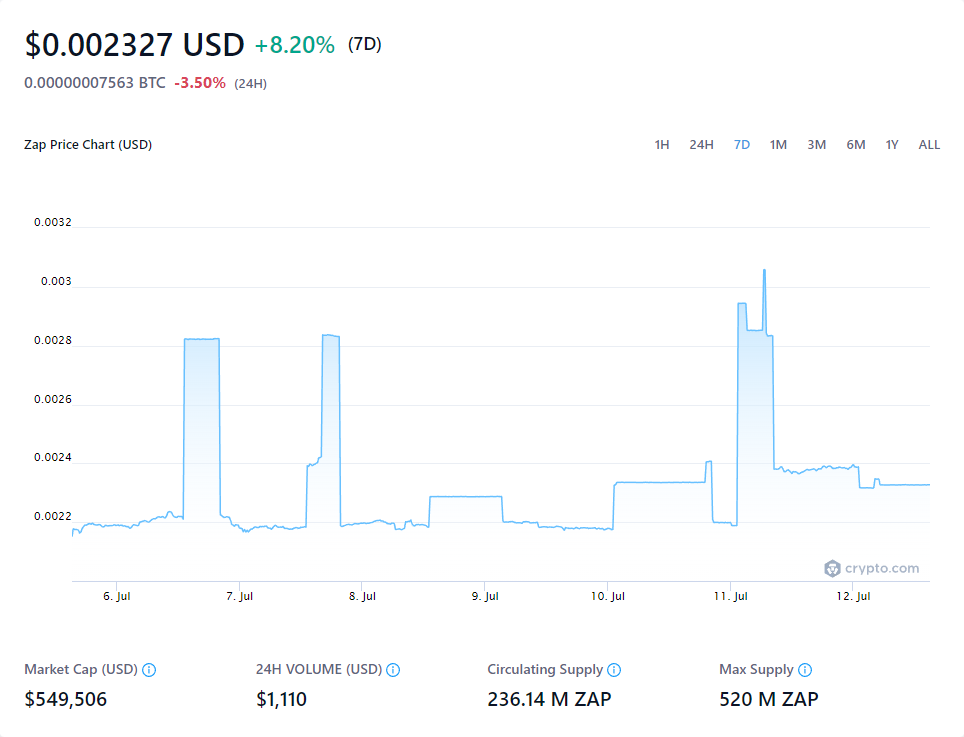 $0.002327 USD +8.20% (7D)
0.00000007563 BTC -3.50% (24H)
Zap Price Chart (USD) 1H 24H 7D 1M 3M 6M 1Y ALL
0.0032
0.003
0.0028
0.0026
0.0024
0.0022
crypto.com
6. Jul 7. Jul 8. Jul 9. Jul 10. Jul 11. Jul 12. Jul
Market Cap (USD) 24H VOLUME (USD) Circulating Supply Max Supply
$549,506 $1,110 236.14 M ZAP 520 M ZAP